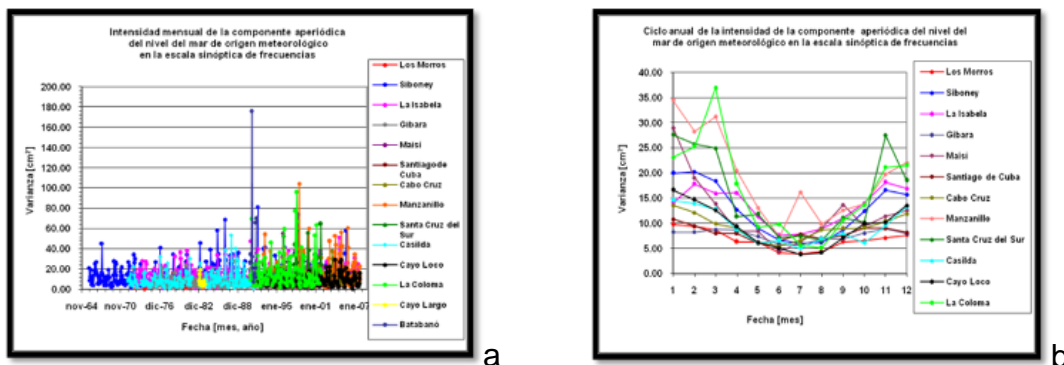 Intensidad mensual de la componente aperiódica
del nivel del mar de origen meteorológico
en la escala sinóptica de frecuencias
Varianza [cm²]
200.00
180.00
160.00
140.00
120.00
100.00
80.00
60.00
40.00
20.00
0.00
nov-64
nov-70
dic-76
dic-82
dic-88
ene-95
ene-01
ene-07
Fecha [mes, año]
Los Morros
Siboney
La Isabela
Gibara
Maisí
Santiago de
Cuba
Cabo Cruz
Manzanillo
Santa Cruz del
Sur
Casilda
Cayo Loco
La Coloma
Cayo Largo
Batabanó
a
Ciclo anual de la intensidad de la componente aperiódica del nivel del
mar de origen meteorológico en la escala sinóptica de frecuencias
Varianza [cm²]
40.00
35.00
30.00
25.00
20.00
15.00
10.00
5.00
0.00
1 2 3 4 5 6 7 8 9 10 11 12
Fecha [mes]
Los Morros
Siboney
La Isabela
Gibara
Maisí
Santiago de Cuba
Cabo Cruz
Manzanillo
Santa Cruz del Sur
Casilda
Cayo Loco
La Coloma
b